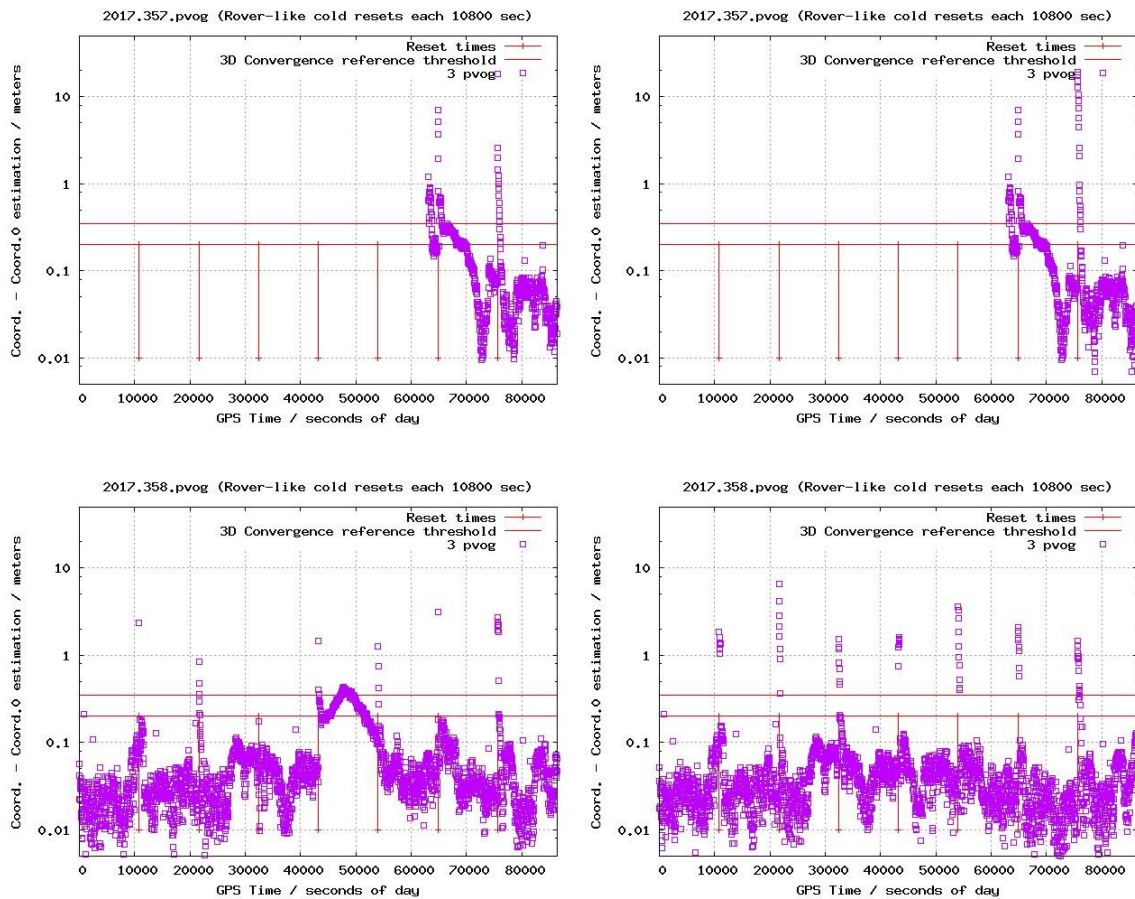 2017.357.pvog (Rover-like cold resets each 10800 sec)
Reset times
3D Convergence reference threshold
3 pvog
10
1
0.1
0.01
Coord. - Coord.0 estimation / meters
0 10000 20000 30000 40000 50000 60000 70000 80000
GPS Time / seconds of day
2017.357.pvog (Rover-like cold resets each 10800 sec)
Reset times
3D Convergence reference threshold
3 pvog
10
1
0.1
0.01
Coord. - Coord.0 estimation / meters
0 10000 20000 30000 40000 50000 60000 70000 80000
GPS Time / seconds of day
2017.358.pvog (Rover-like cold resets each 10800 sec)
Reset times
3D Convergence reference threshold
3 pvog
10
1
0.1
0.01
Coord. - Coord.0 estimation / meters
0 10000 20000 30000 40000 50000 60000 70000 80000
GPS Time / seconds of day
2017.358.pvog (Rover-like cold resets each 10800 sec)
Reset times
3D Convergence reference threshold
3 pvog
10
1
0.1
0.01
Coord. - Coord.0 estimation / meters
0 10000 20000 30000 40000 50000 60000 70000 80000
GPS Time / seconds of day